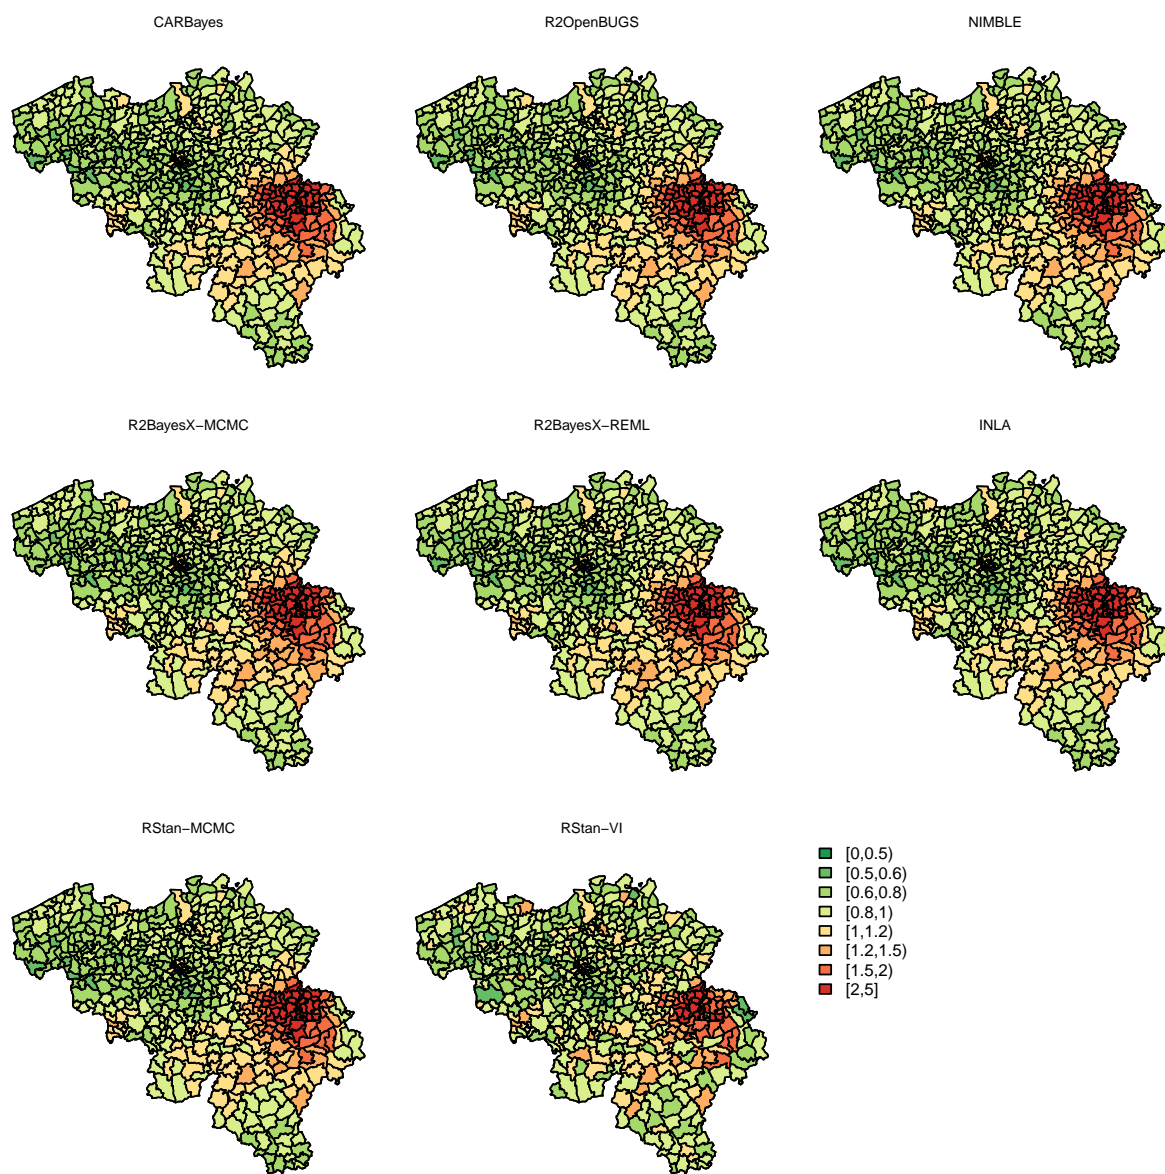 CARBayes
R2OpenBUGS
NIMBLE
R2BayesX−MCMC
R2BayesX−REML
INLA
RStan−MCMC
RStan−VI
[0,0.5)
[0.5,0.6)
[0.6,0.8)
[0.8,1)
[1,1.2)
[1.2,1.5)
[1.5,2)
[2,5]